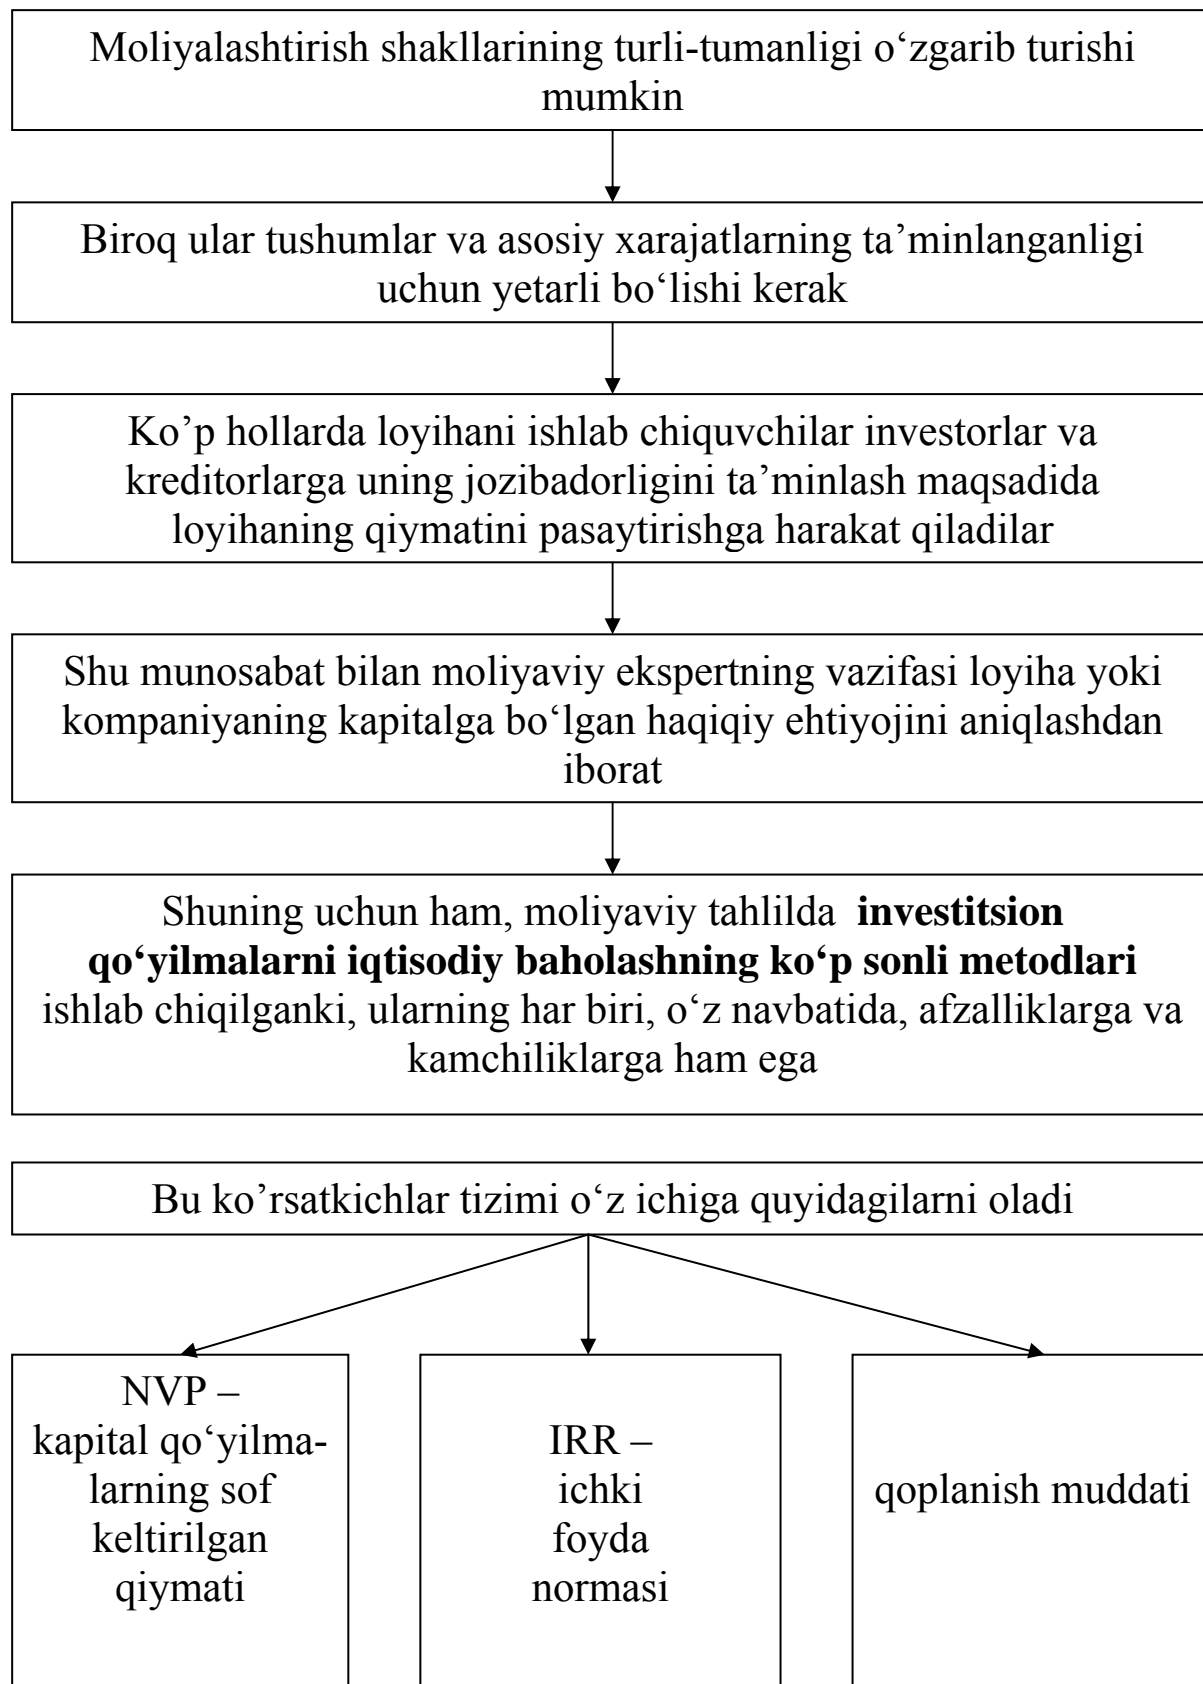 Moliyalashtirish shakllarining turli-tumanligi o‘zgarib turishi
mumkin
Biroq ular tushumlar va asosiy xarajatlarning ta’minlanganligi
uchun yetarli bo‘lishi kerak
Ko’p hollarda loyihani ishlab chiquvchilar investorlar va
kreditorlarga uning jozibadorligini ta’minlash maqsadida
loyihaning qiymatini pasaytirishga harakat qiladilar
Shu munosabat bilan moliyaviy ekspertning vazifasi loyiha yoki
kompaniyaning kapitalga bo‘lgan haqiqiy ehtiyojini aniqlashdan
iborat
Shuning uchun ham, moliyaviy tahlilda investitsion
qo‘yilmalarni iqtisodiy baholashning ko‘p sonli metodlari
ishlab chiqilganki, ularning har biri, o‘z navbatida, afzalliklarga va
kamchiliklarga ham ega
Bu ko’rsatkichlar tizimi o‘z ichiga quyidagilarni oladi
NVP –
kapital qo‘yilma-
larning sof
keltirilgan
qiymati
IRR –
ichki
foyda
normasi
qoplanish muddati